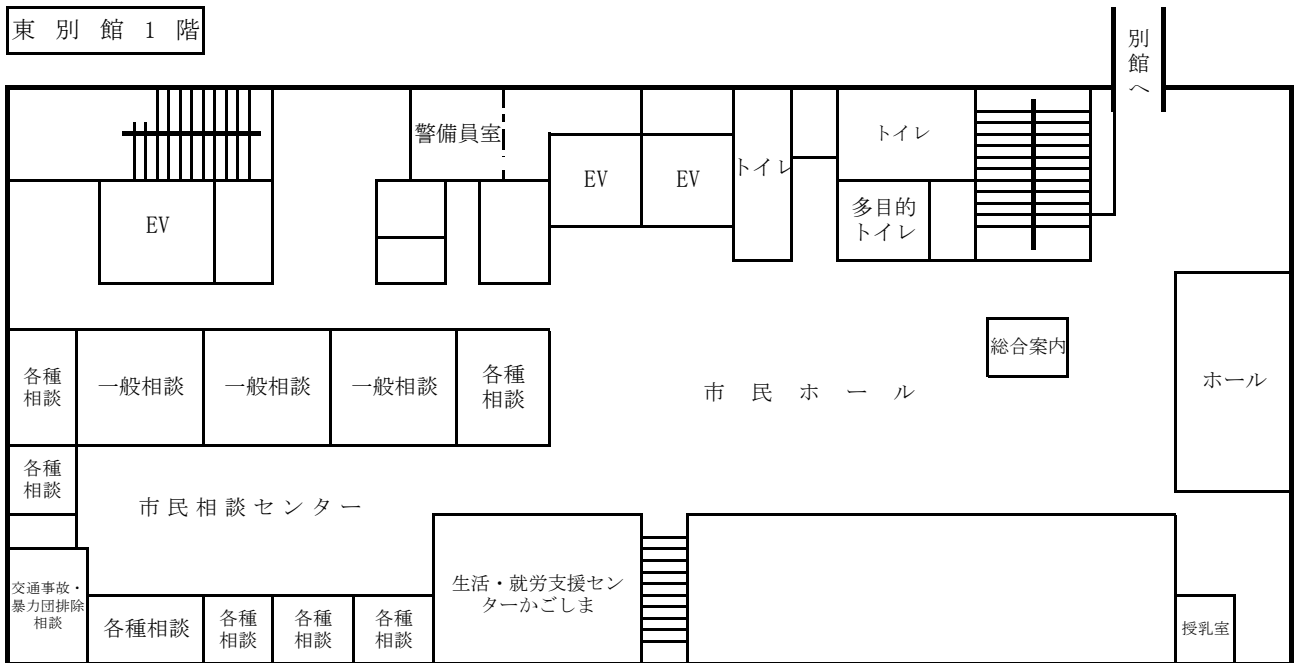 東別館１階
別
館
へ
警備員室
トイレ
EV
EV
トイレ
EV
多目的
トイレ
総合案内
各種
相談
一般相談
一般相談
一般相談
各種
相談
市民ホール
ホール
各種
相談
市民相談センター
交通事故・
暴力団排除
相談
生活・就労支援セン
ターかごしま
各種相談
各種
相談
各種
相談
各種
相談
授乳室